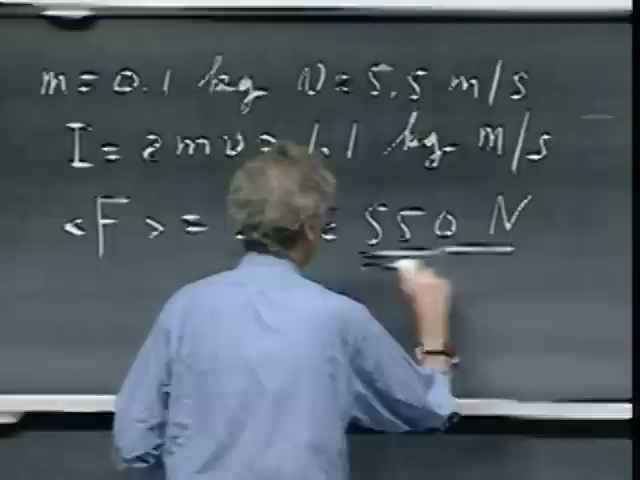 m = 0.1 kg v = 5.5 m/s
I = 2mv = 1.1 kg m/s
<F> = = 550 N